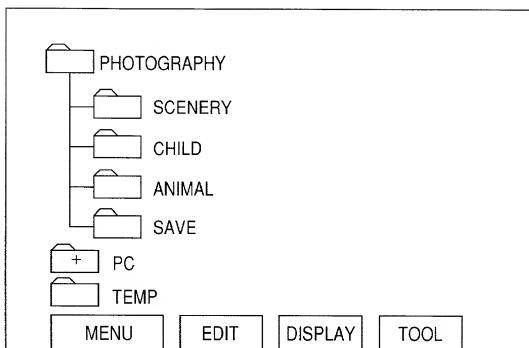 PHOTOGRAPHY
SCENERY
CHILD
ANIMAL
SAVE
+ PC
TEMP
MENU EDIT DISPLAY TOOL